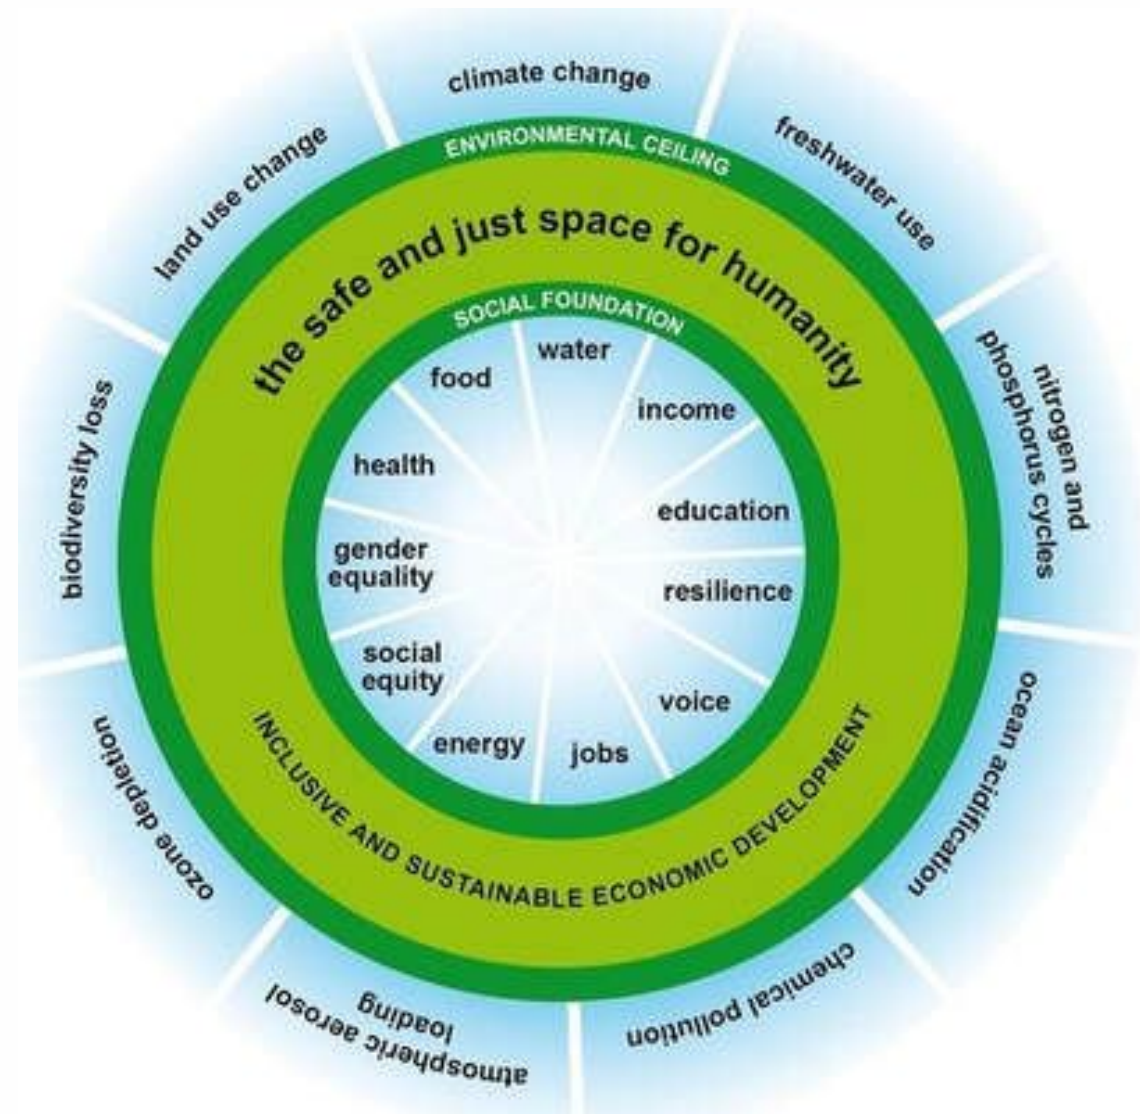 climate change
freshwater use
nitrogen and
phosphorus cycles
ocean acidification
chemical pollution
atmospheric aerosol
loading
ozone depletion
biodiversity loss
land use change
ENVIRONMENTAL CEILING
the safe and just space for humanity
SOCIAL FOUNDATION
water
income
education
resilience
voice
jobs
energy
social
equity
gender
equality
health
food
INCLUSIVE AND SUSTAINABLE ECONOMIC DEVELOPMENT